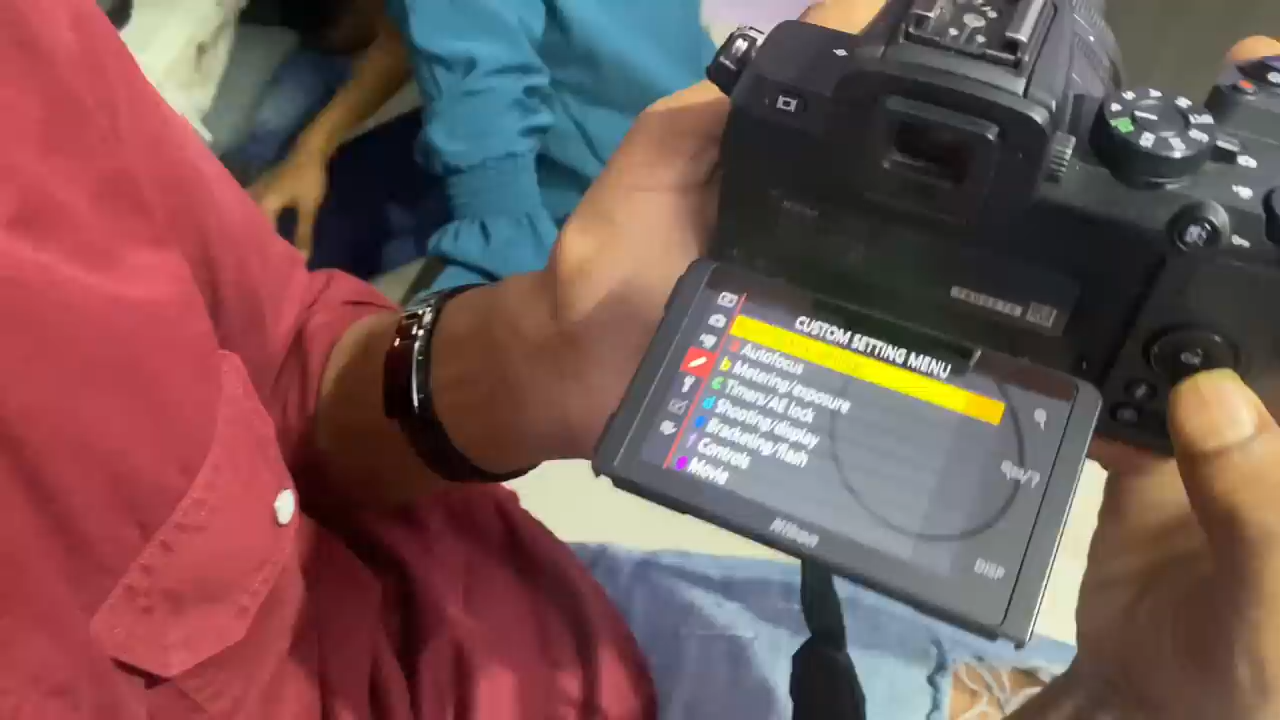 CUSTOM SETTING MENU
a Autofocus
b Metering/exposure
c Timers/AE lock
d Shooting/display
e Bracketing/flash
f Controls
g Movie
Nikon
DISP